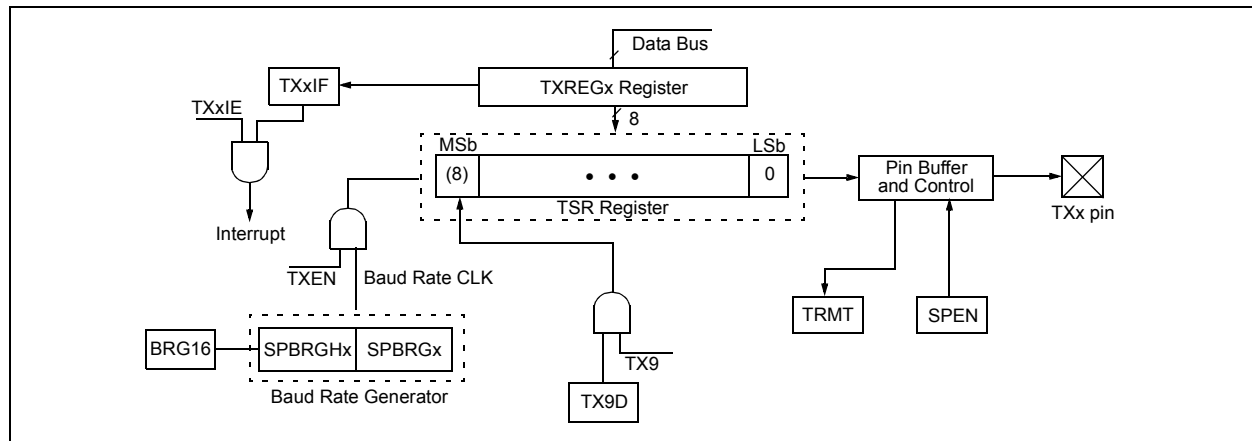 Data Bus
TXxIF
TXREGx Register
TXxIE
8
MSb
LSb
(8)
• • •
0
TSR Register
Pin Buffer
and Control
TXx pin
Interrupt
TXEN
Baud Rate CLK
TRMT
SPEN
BRG16
SPBRGHx
SPBRGx
TX9
Baud Rate Generator
TX9D